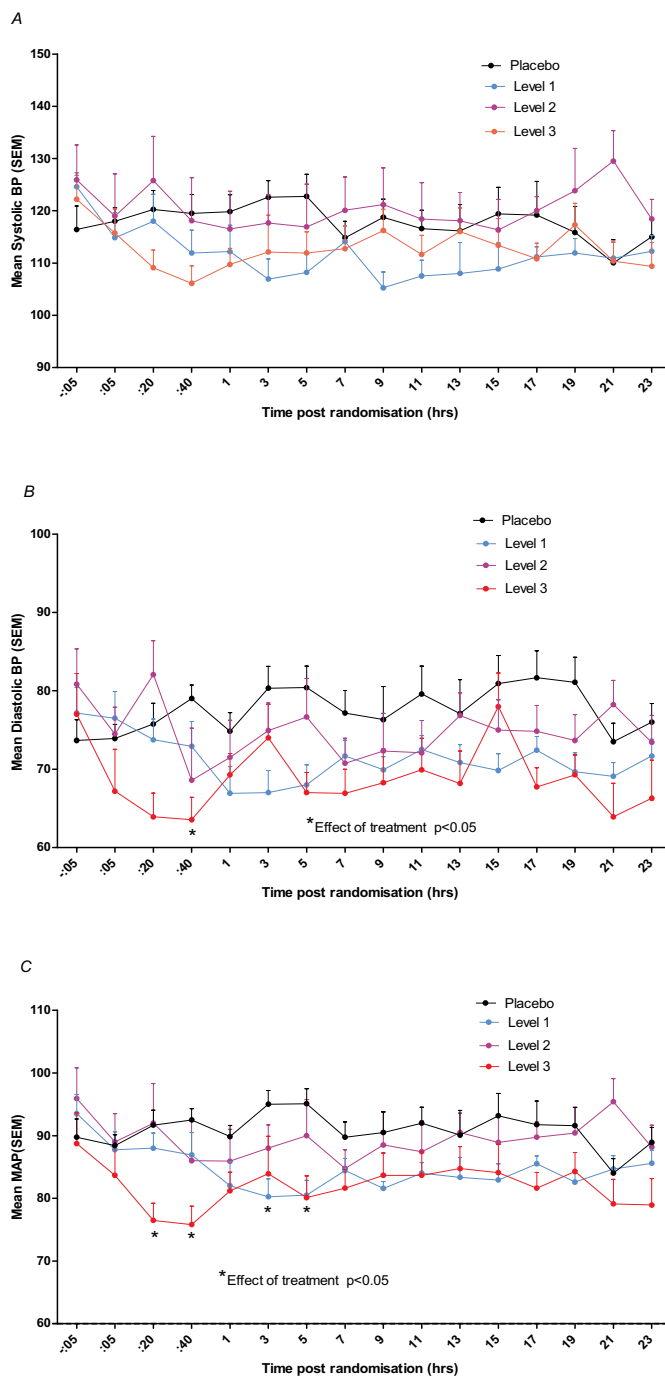 A
150
140
130
120
110
100
90
Mean Systolic BP (SEM)
Placebo
Level 1
Level 2
Level 3
-:05 :05 :20 :40 1 3 5 7 9 11 13 15 17 19 21 23
Time post randomisation (hrs)
B
100
90
80
70
60
Mean Diastolic BP (SEM)
Placebo
Level 1
Level 2
Level 3
*
*Effect of treatment p<0.05
-:05 :05 :20 :40 1 3 5 7 9 11 13 15 17 19 21 23
Time post randomisation (hrs)
C
110
100
90
80
70
60
Mean MAP(SEM)
Placebo
Level 1
Level 2
Level 3
* * * *
*Effect of treatment p<0.05
-:05 :05 :20 :40 1 3 5 7 9 11 13 15 17 19 21 23
Time post randomisation (hrs)